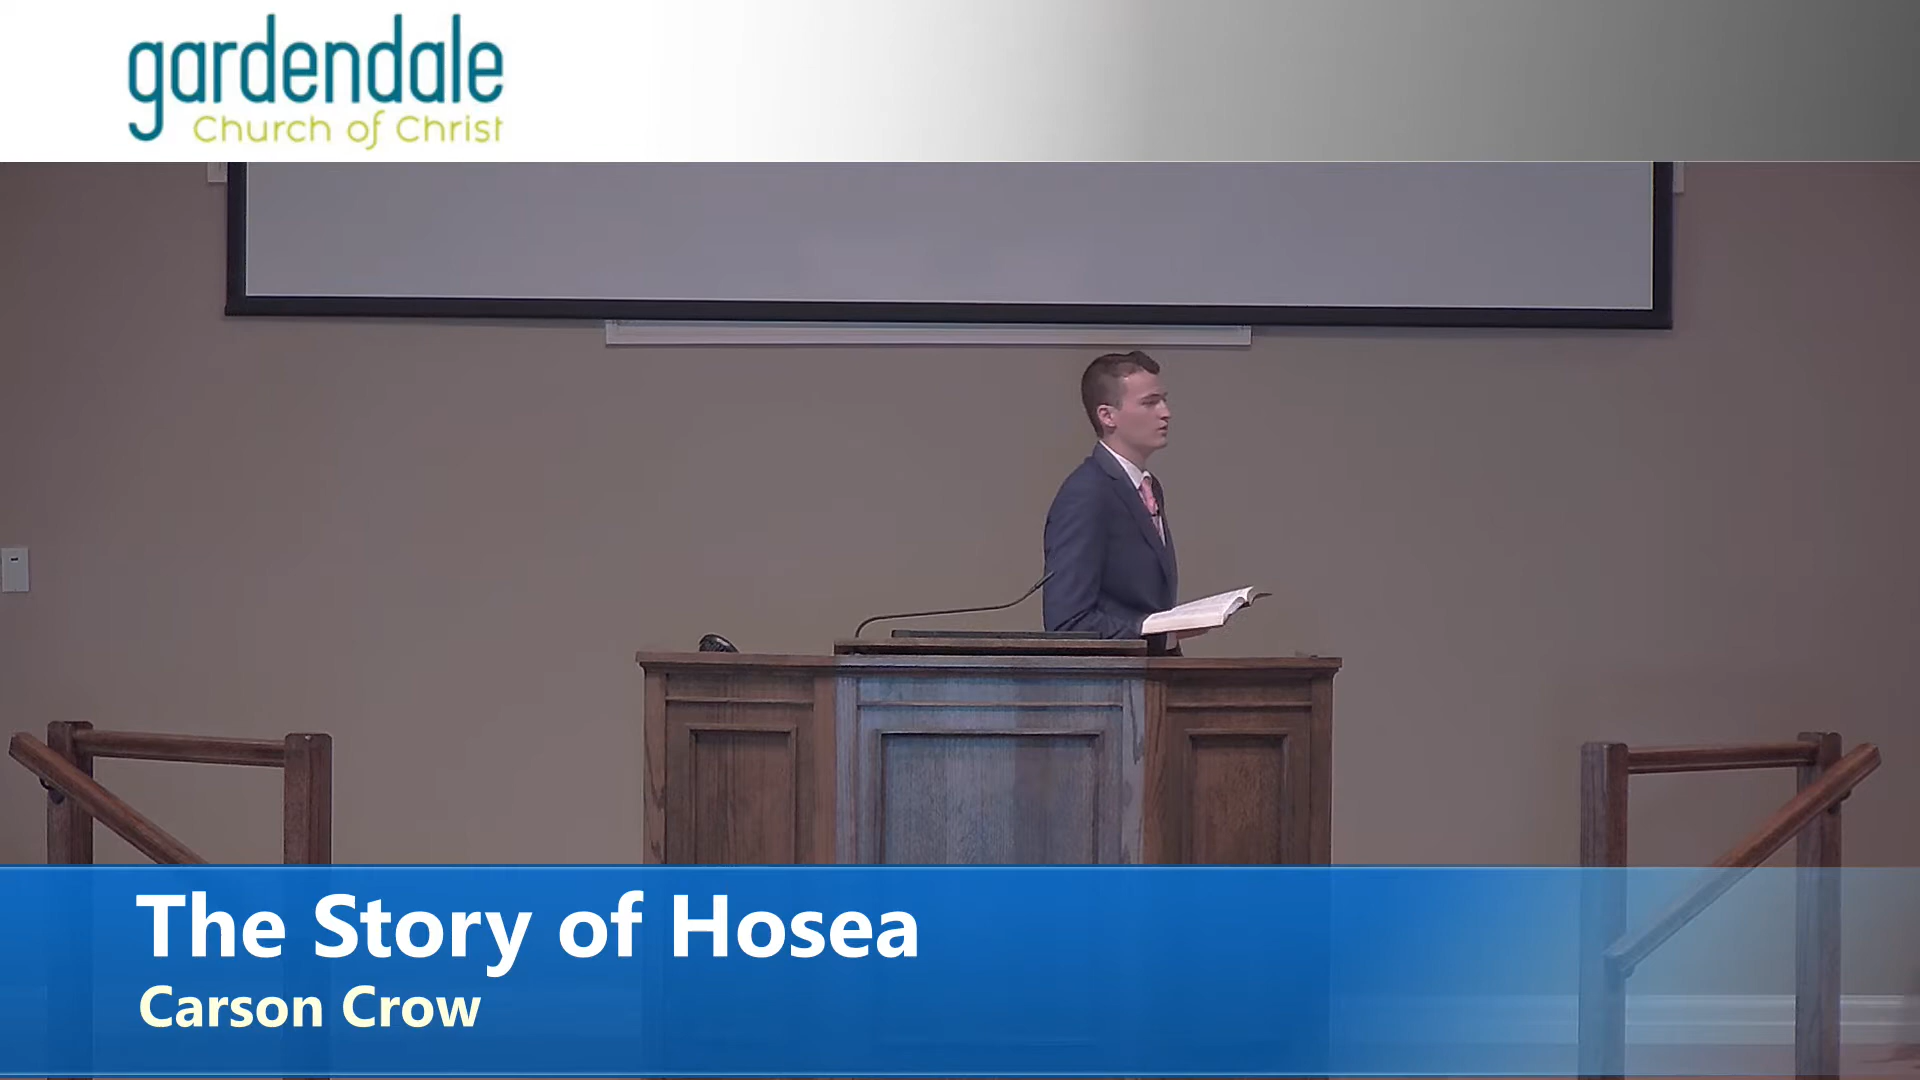 gardendale
Church of Christ
The Story of Hosea
Carson Crow